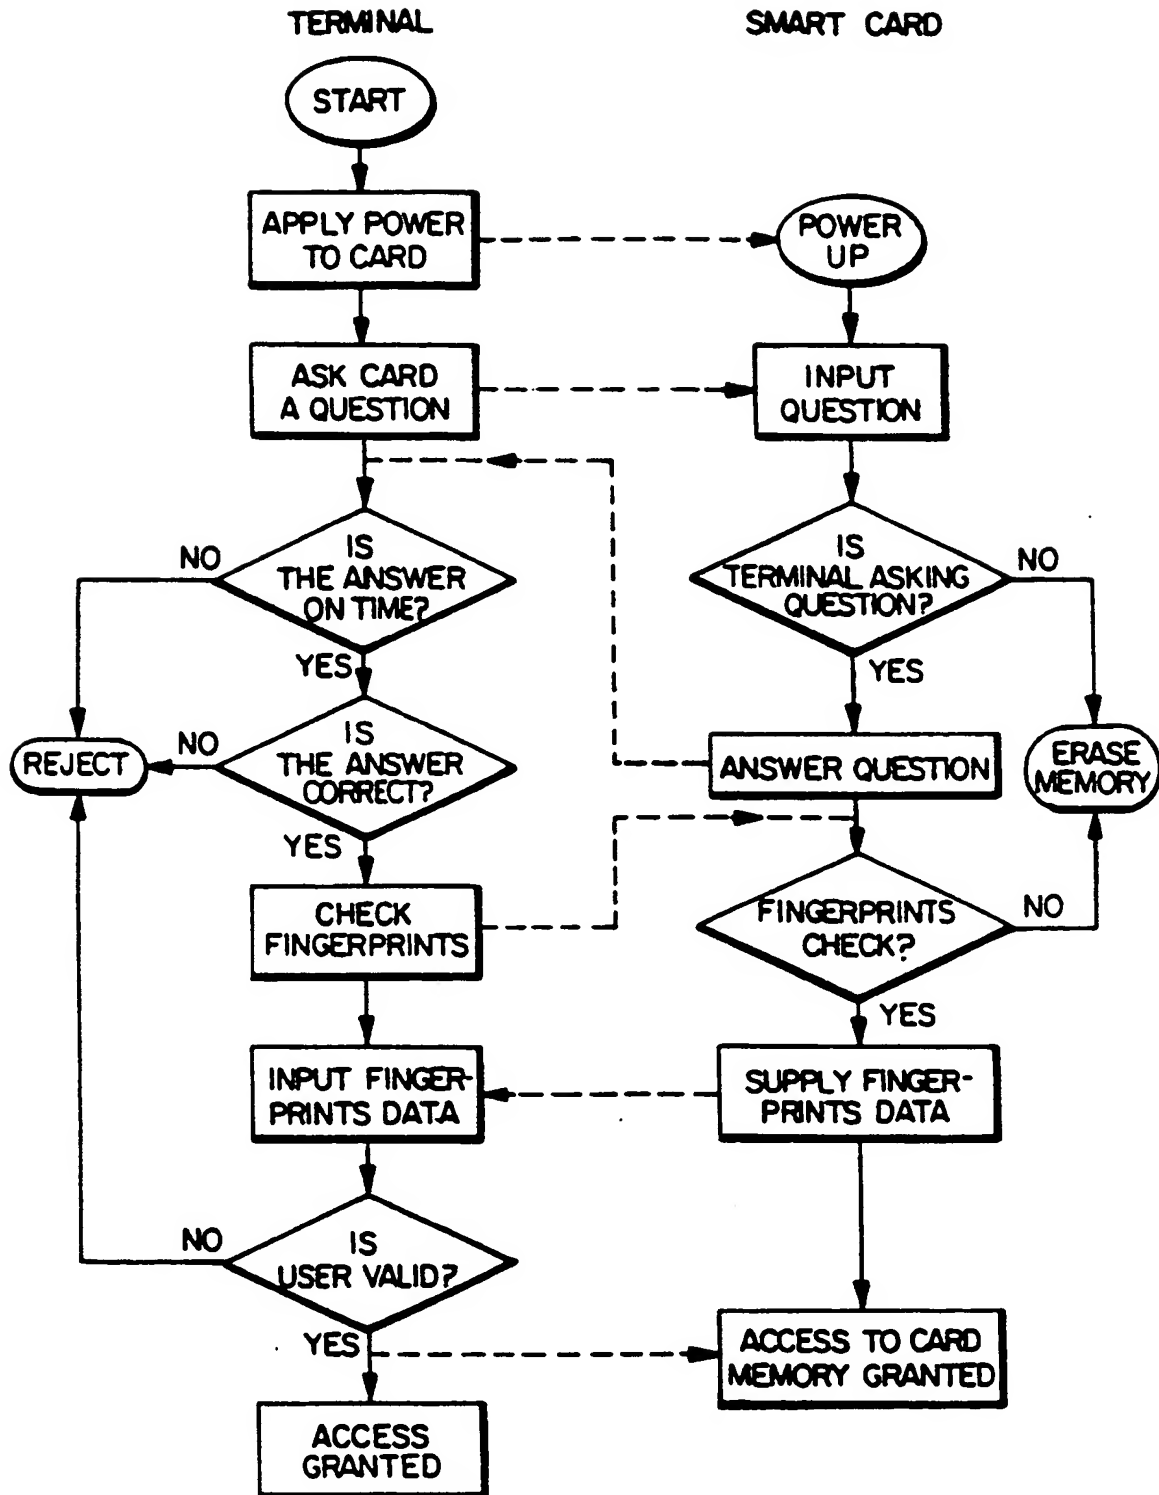 TERMINAL
SMART CARD
START
APPLY POWER
TO CARD
POWER
UP
ASK CARD
A QUESTION
INPUT
QUESTION
IS
THE ANSWER
ON TIME?
NO
YES
IS
TERMINAL ASKING
QUESTION?
NO
YES
REJECT
NO
IS
THE ANSWER
CORRECT?
YES
ANSWER QUESTION
ERASE
MEMORY
CHECK
FINGERPRINTS
FINGERPRINTS
CHECK?
NO
YES
INPUT FINGER-
PRINTS DATA
SUPPLY FINGER-
PRINTS DATA
NO
IS
USER VALID?
YES
ACCESS TO CARD
MEMORY GRANTED
ACCESS
GRANTED